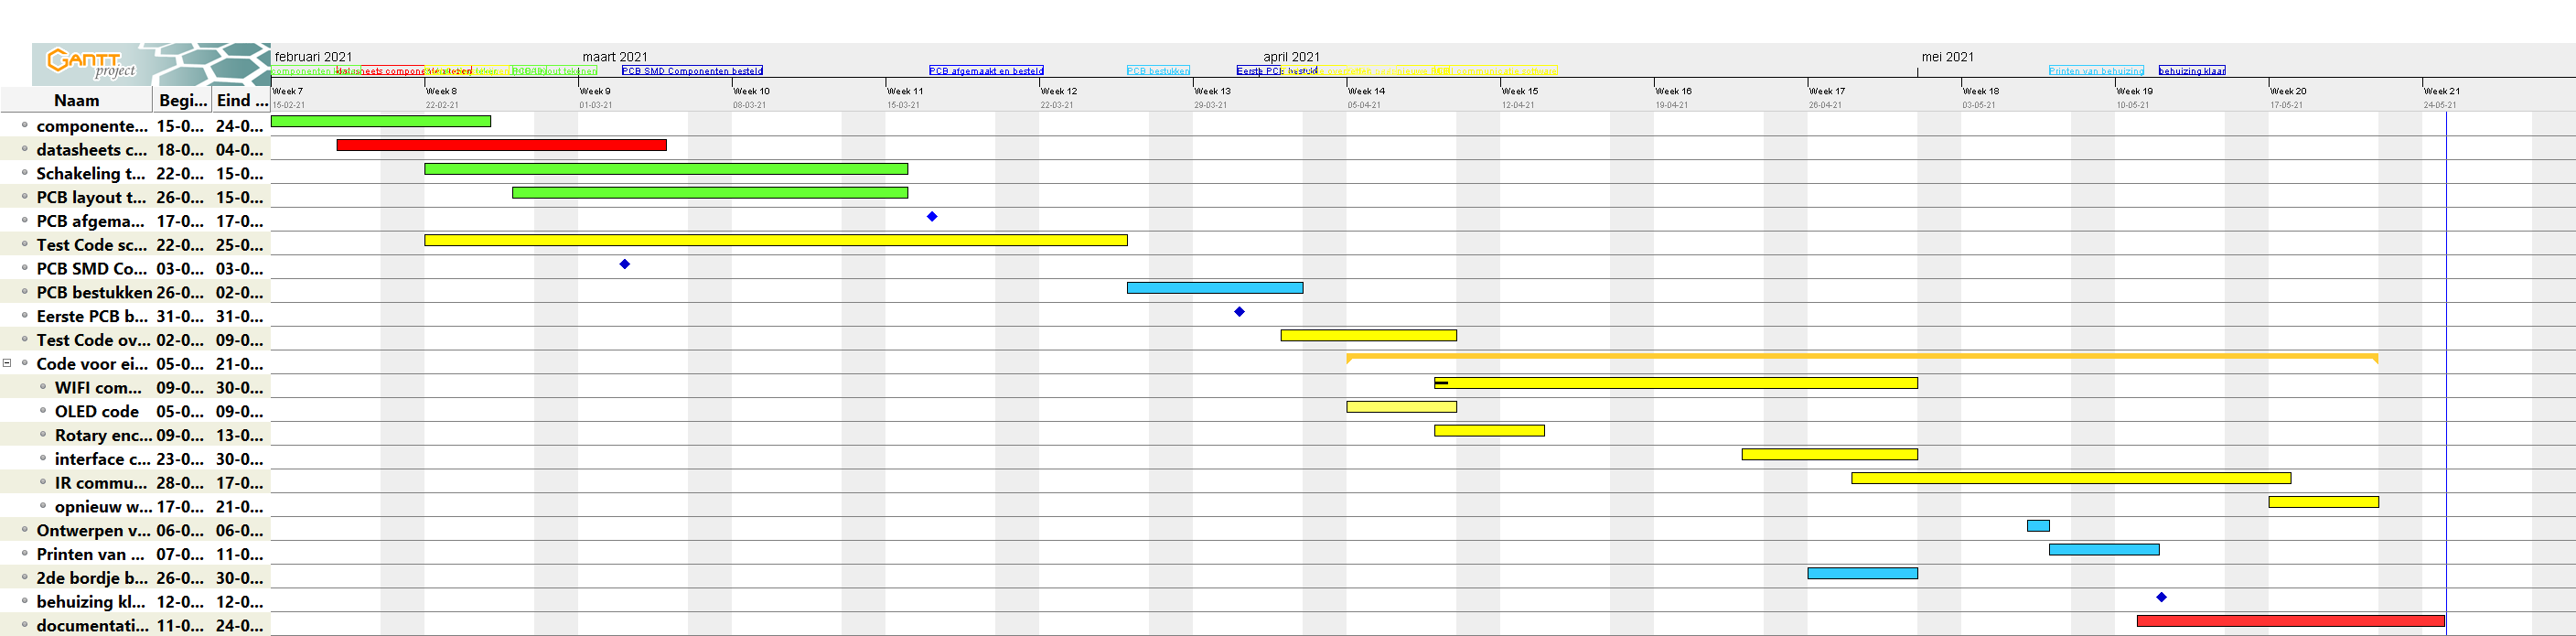 GANTT
project
februari 2021 maart 2021 april 2021 mei 2021
PCB SMD Componenten besteld PCB afgemaakt en besteld PCB bestukken Eerste PCB Printen van behuizing behuizing klaar
Naam Begi... Eind ...
Week 7 Week 8 Week 9 Week 10 Week 11 Week 12 Week 13 Week 14 Week 15 Week 16 Week 17 Week 18 Week 19 Week 20 Week 21
15-02-21 22-02-21 01-03-21 08-03-21 15-03-21 22-03-21 29-03-21 05-04-21 12-04-21 19-04-21 26-04-21 03-05-21 10-05-21 17-05-21 24-05-21
componente... 15-0... 24-0...
datasheets c... 18-0... 04-0...
Schakeling t... 22-0... 15-0...
PCB layout t... 26-0... 15-0...
PCB afgema... 17-0... 17-0...
Test Code sc... 22-0... 25-0...
PCB SMD Co... 03-0... 03-0...
PCB bestukken 26-0... 02-0...
Eerste PCB b... 31-0... 31-0...
Test Code ov... 02-0... 09-0...
Code voor ei... 05-0... 21-0...
WIFI com... 09-0... 30-0...
OLED code 05-0... 09-0...
Rotary enc... 09-0... 13-0...
interface c... 23-0... 30-0...
IR commu... 28-0... 17-0...
opnieuw w... 17-0... 21-0...
Ontwerpen v... 06-0... 06-0...
Printen van ... 07-0... 11-0...
2de bordje b... 26-0... 30-0...
behuizing kl... 12-0... 12-0...
documentati... 11-0... 24-0...